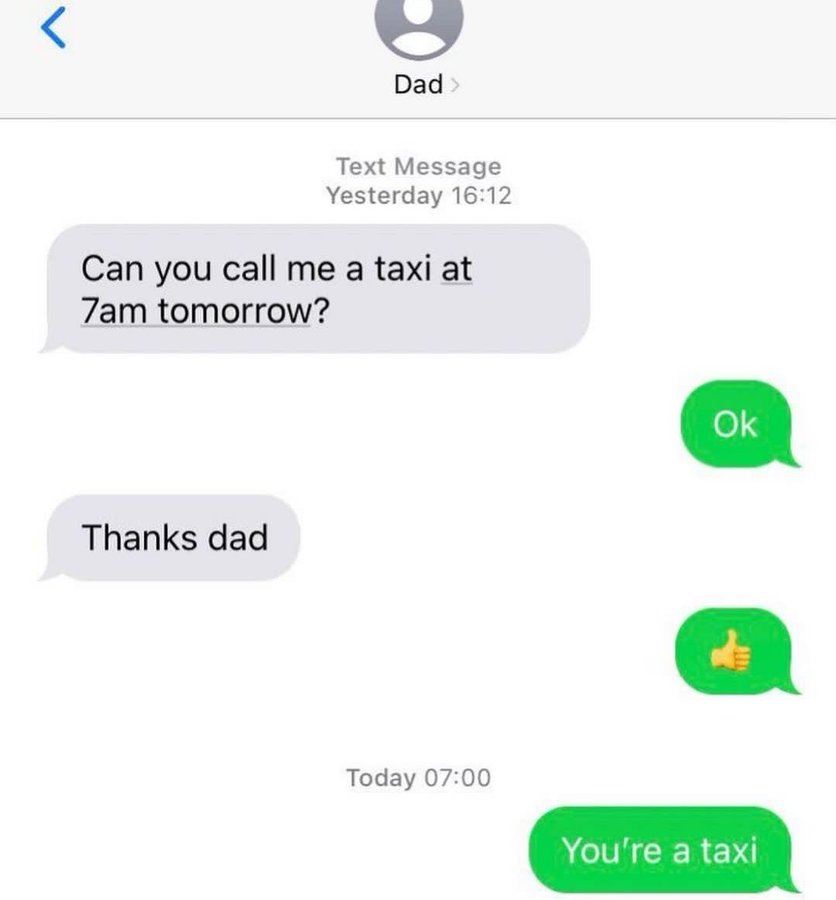 Dad
Text Message
Yesterday 16:12
Can you call me a taxi at
7am tomorrow?
Ok
Thanks dad
👍
Today 07:00
You're a taxi